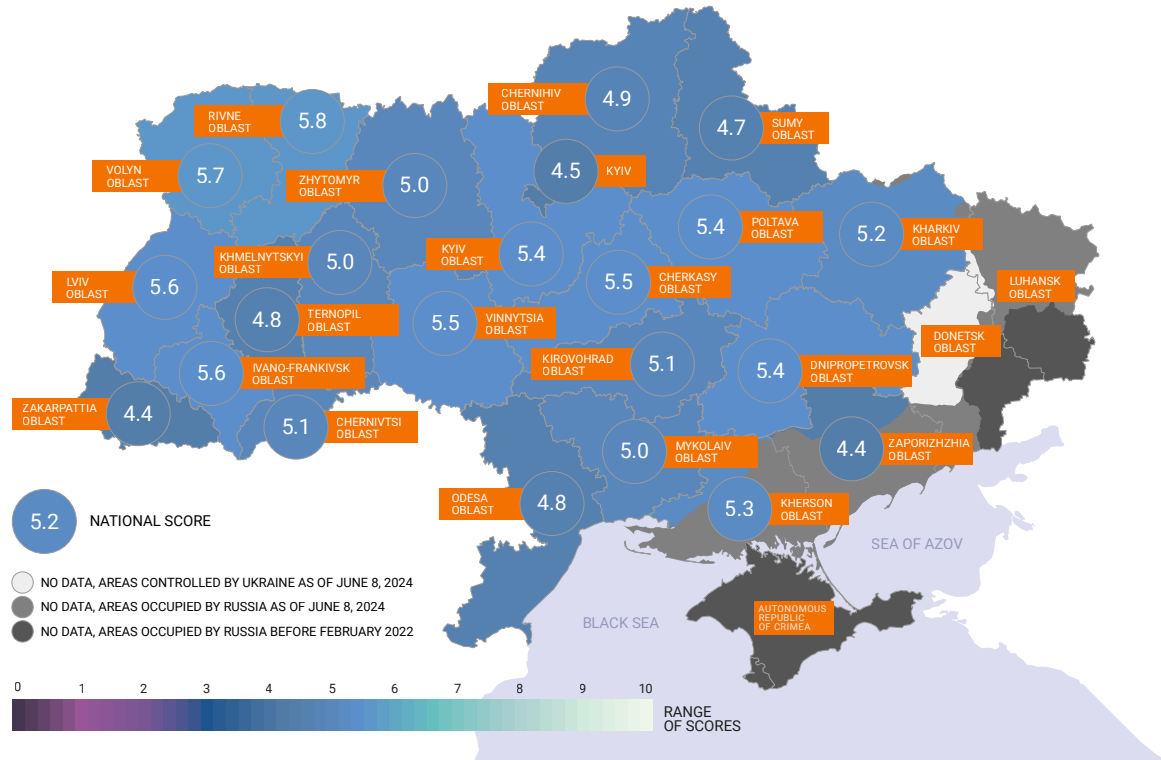 CHERNIHIV
OBLAST
4.9
4.7
SUMY
OBLAST
RIVNE
OBLAST
5.8
VOLYN
OBLAST
5.7
ZHYTOMYR
OBLAST
5.0
4.5
KYIV
5.4
POLTAVA
OBLAST
5.2
KHARKIV
OBLAST
KHMELNYTSKYI
OBLAST
5.0
KYIV
OBLAST
5.4
5.5
CHERKASY
OBLAST
LVIV
OBLAST
5.6
LUHANSK
OBLAST
4.8
TERNOPIL
OBLAST
5.5
VINNYTSIA
OBLAST
DONETSK
OBLAST
5.6
IVANO-FRANKIVSK
OBLAST
KIROVOHRAD
OBLAST
5.1
5.4
DNIPROPETROVSK
OBLAST
ZAKARPATTIA
OBLAST
4.4
5.1
CHERNIVTSI
OBLAST
5.0
MYKOLAIV
OBLAST
4.4
ZAPORIZHZHIA
OBLAST
ODESA
OBLAST
4.8
5.3
KHERSON
OBLAST
5.2
NATIONAL SCORE
SEA OF AZOV
NO DATA, AREAS CONTROLLED BY UKRAINE AS OF JUNE 8, 2024
NO DATA, AREAS OCCUPIED BY RUSSIA AS OF JUNE 8, 2024
NO DATA, AREAS OCCUPIED BY RUSSIA BEFORE FEBRUARY 2022
BLACK SEA
AUTONOMOUS
REPUBLIC
OF CRIMEA
0 1 2 3 4 5 6 7 8 9 10
RANGE
OF SCORES